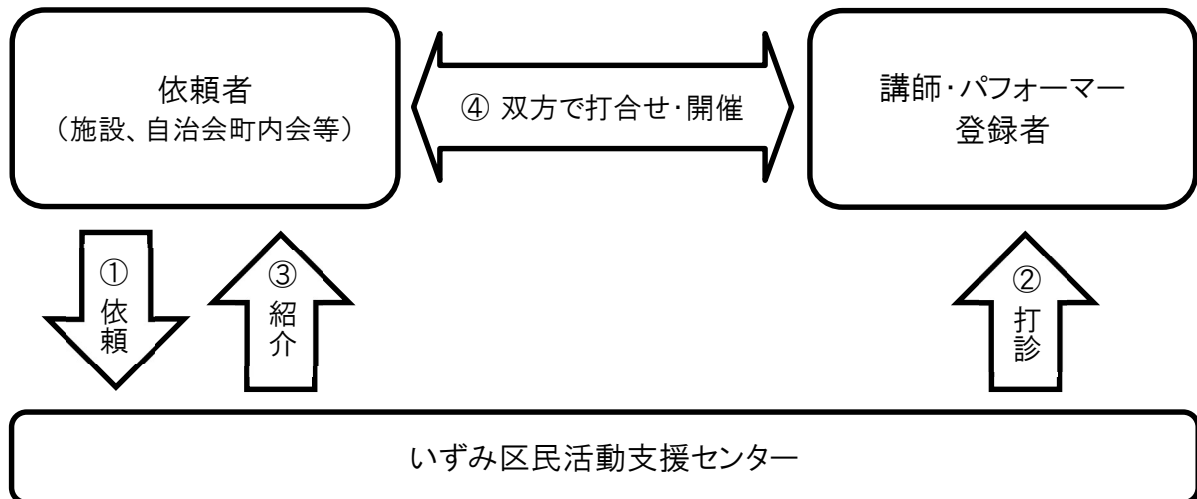 依頼者
（施設、自治会町内会等）
④ 双方で打合せ・開催
講師・パフォーマー
登録者
① 依頼
③ 紹介
② 打診
いずみ区民活動支援センター